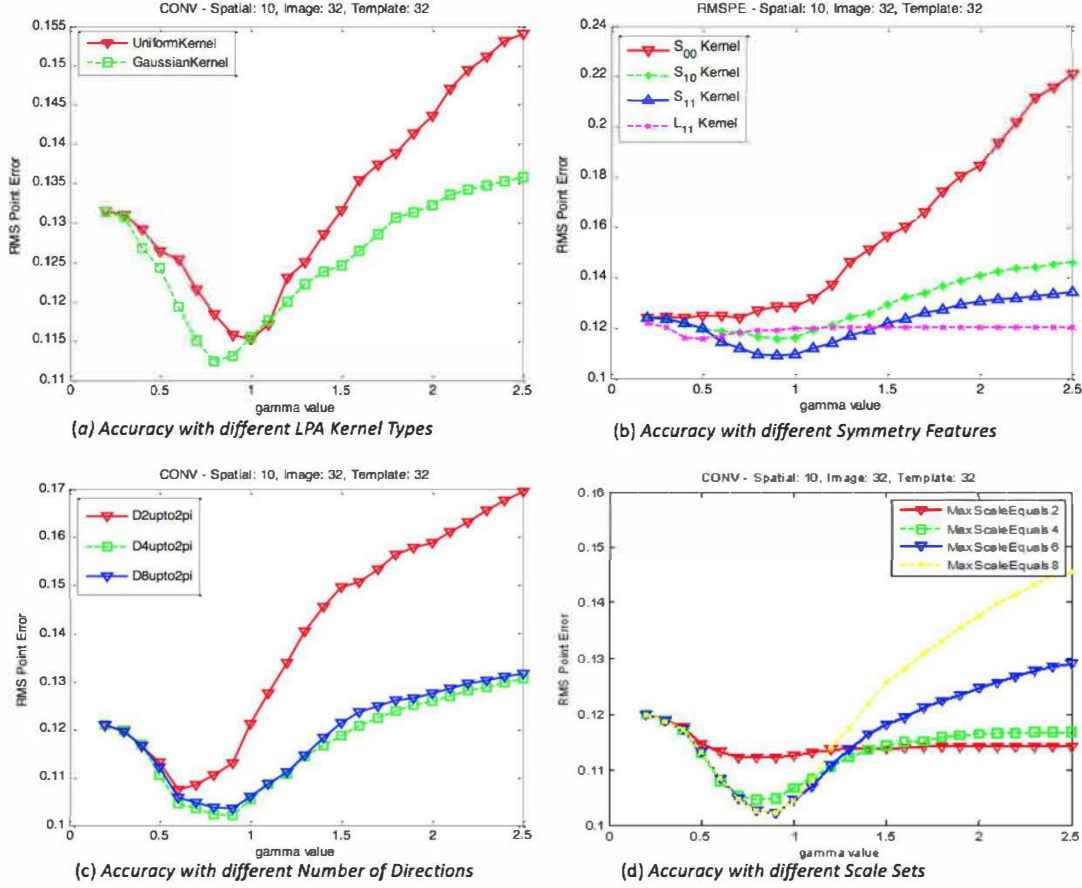 CONV - Spatial: 10, Image: 32, Template: 32
0.155
0.15
0.145
0.14
0.135
0.13
0.125
0.12
0.115
0.11
RMS Point Error
UniformKernel
GaussianKernel
0 0.5 1 1.5 2 2.5
gamma value
(a) Accuracy with different LPA Kernel Types
RMSPE - Spatial: 10, Image: 32, Template: 32
0.24
0.22
0.2
0.18
0.16
0.14
0.12
0.1
RMS Point Error
S00 Kernel
S10 Kernel
S11 Kernel
L11 Kernel
0 0.5 1 1.5 2 2.5
gamma value
(b) Accuracy with different Symmetry Features
CONV - Spatial: 10, Image: 32, Template: 32
0.17
0.16
0.15
0.14
0.13
0.12
0.11
0.1
RMS Point Error
D2upto2pi
D4upto2pi
D8upto2pi
0 0.5 1 1.5 2 2.5
gamma value
(c) Accuracy with different Number of Directions
CONV - Spatial: 10, Image: 32, Template: 32
0.16
0.15
0.14
0.13
0.12
0.11
0.1
RMS Point Error
MaxScaleEquals 2
MaxScaleEquals 4
MaxScaleEquals 6
MaxScaleEquals 8
0 0.5 1 1.5 2 2.5
gamma value
(d) Accuracy with different Scale Sets